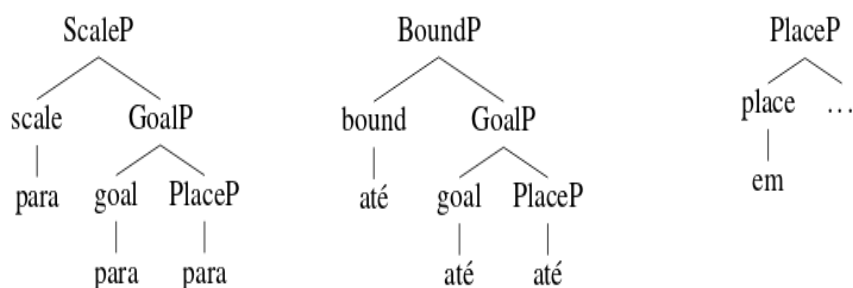 ScaleP BoundP PlaceP
scale GoalP bound GoalP place ...
para goal PlaceP até goal PlaceP em
para para até até